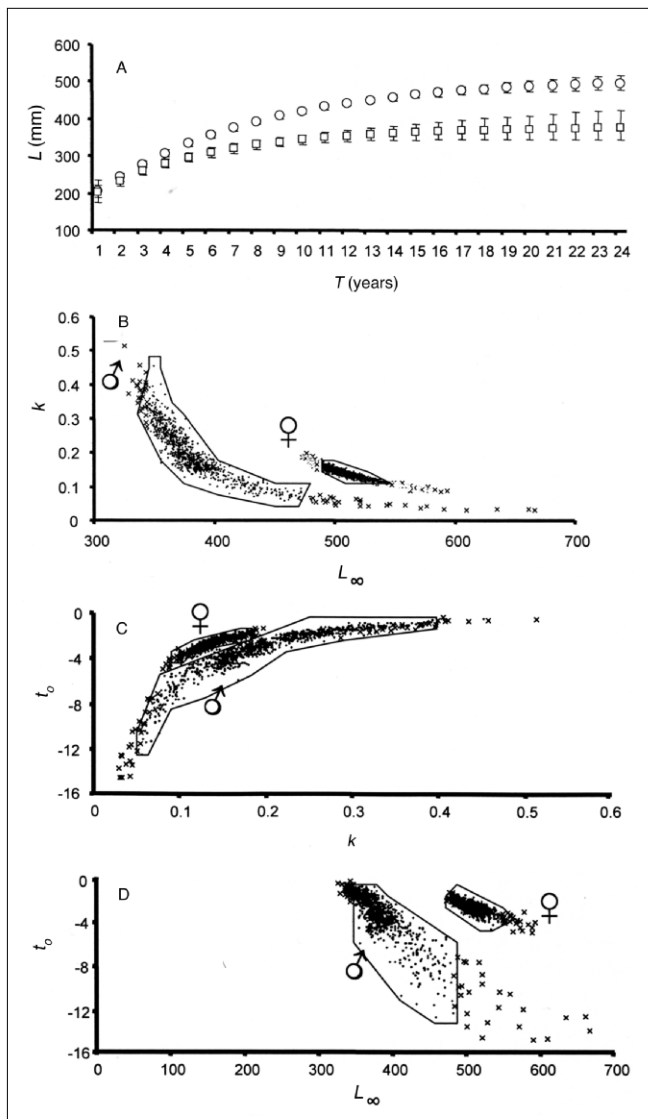 A
600
500
400
300
200
100
L (mm)
1 2 3 4 5 6 7 8 9 10 11 12 13 14 15 16 17 18 19 20 21 22 23 24
T (years)
B
0.6
0.5
0.4
0.3
0.2
0.1
0
k
♂
♀
300 400 500 600 700
L∞
C
0
-4
-8
-12
-16
to
♀
♂
0 0.1 0.2 0.3 0.4 0.5 0.6
k
D
0
-4
-8
-12
-16
to
♂
♀
0 100 200 300 400 500 600 700
L∞